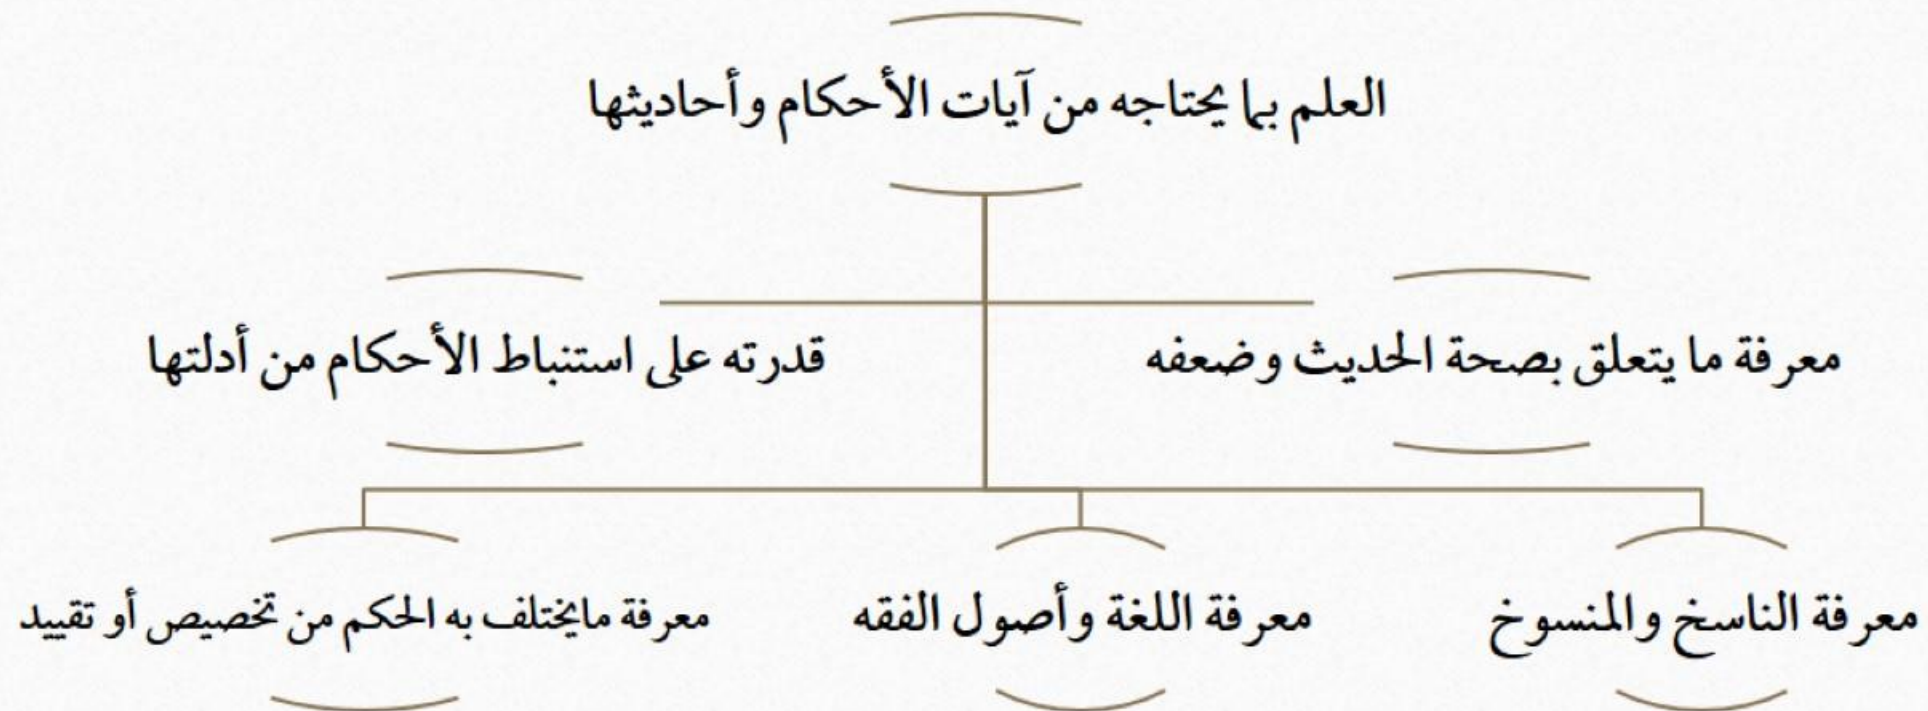 العلم بما يحتاجه من آيات الأحكام وأحاديثها
معرفة ما يتعلق بصحة الحديث وضعفه
قدرته على استنباط الأحكام من أدلتها
معرفة الناسخ والمنسوخ
معرفة اللغة وأصول الفقه
معرفة مايختلف به الحكم من تخصيص أو تقييد